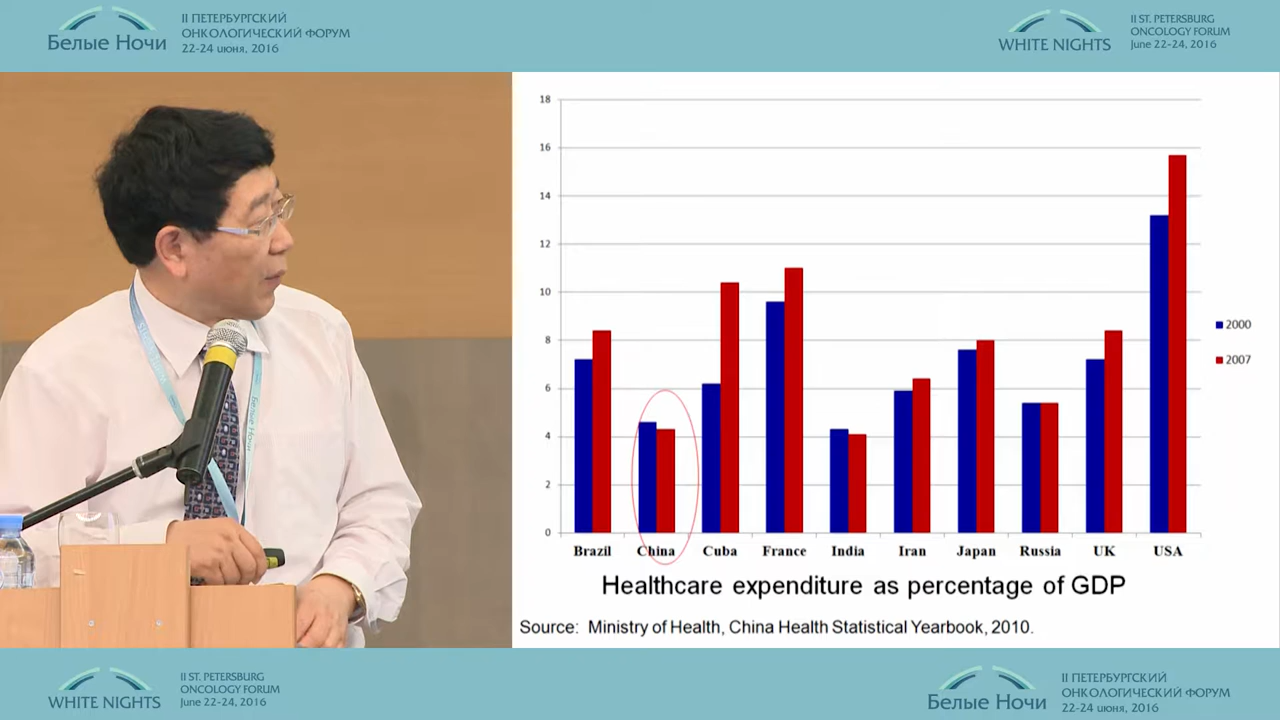 Белые Ночи
II ПЕТЕРБУРГСКИЙ
ОНКОЛОГИЧЕСКИЙ ФОРУМ
22-24 июня, 2016
WHITE NIGHTS
II ST. PETERSBURG
ONCOLOGY FORUM
June 22-24, 2016
18
16
14
12
10
8
6
4
2
0
2000
2007
Brazil China Cuba France India Iran Japan Russia UK USA
Healthcare expenditure as percentage of GDP
Source: Ministry of Health, China Health Statistical Yearbook, 2010.
WHITE NIGHTS
II ST. PETERSBURG
ONCOLOGY FORUM
June 22-24, 2016
Белые Ночи
II ПЕТЕРБУРГСКИЙ
ОНКОЛОГИЧЕСКИЙ ФОРУМ
22-24 июня, 2016